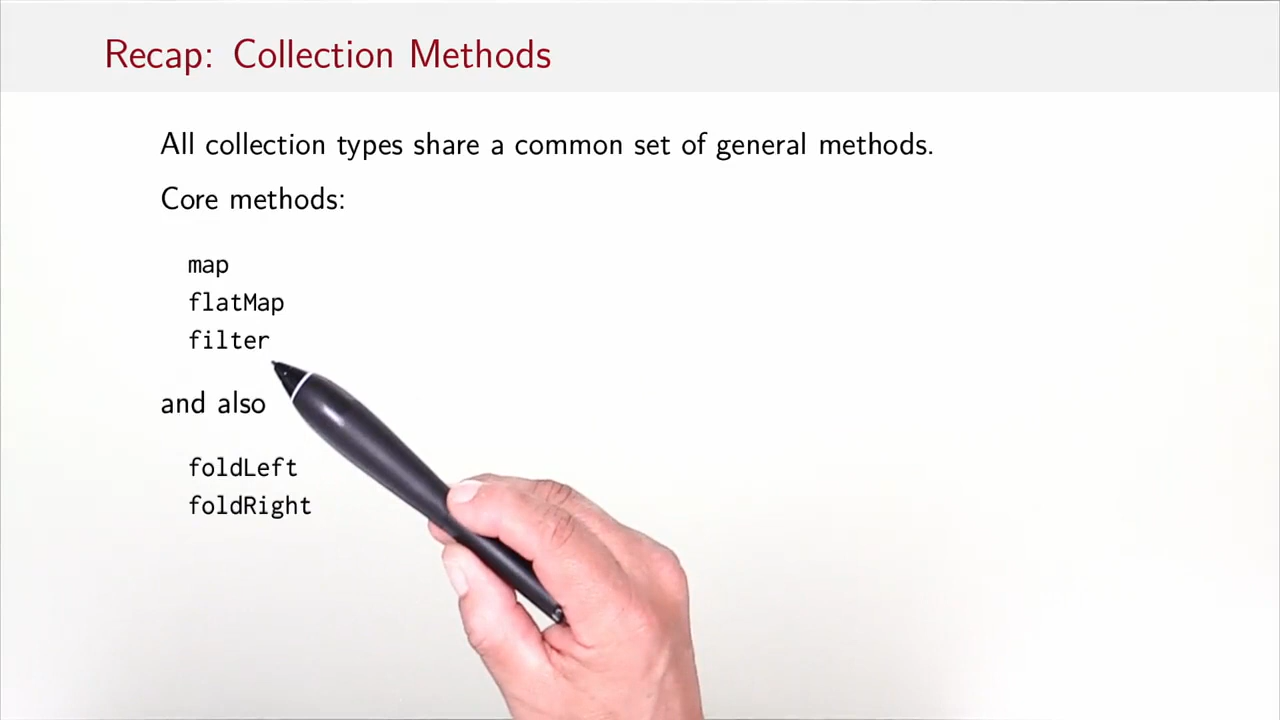 Recap: Collection Methods
All collection types share a common set of general methods.
Core methods:
map
flatMap
filter
and also
foldLeft
foldRight